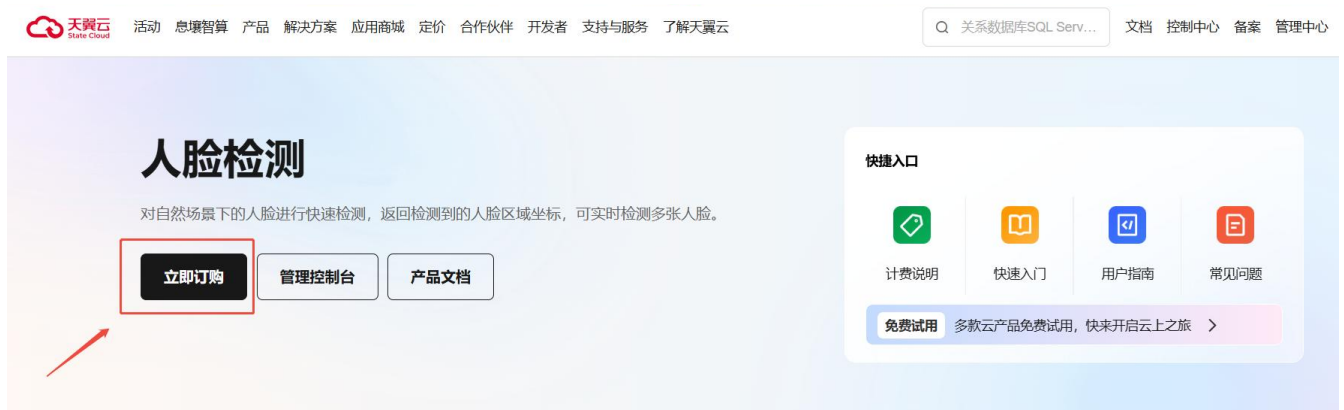 天翼云 活动 息壤智算 产品 解决方案 应用商城 定价 合作伙伴 开发者 支持与服务 了解天翼云 关系数据库SQL Serv... 文档 控制中心 备案 管理中心
State Cloud
人脸检测
对自然场景下的人脸进行快速检测，返回检测到的人脸区域坐标，可实时检测多张人脸。
立即订购 管理控制台 产品文档
快捷入口
计费说明 快速入门 用户指南 常见问题
免费试用 多款云产品免费试用，快来开启云上之旅